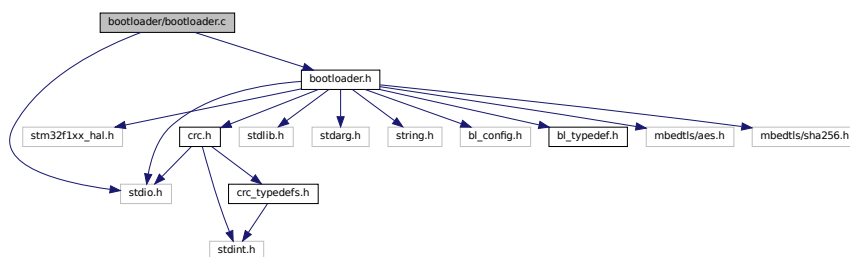 bootloader/bootloader.c
bootloader.h
stm32f1xx_hal.h
crc.h
stdlib.h
stdarg.h
string.h
bl_config.h
bl_typedef.h
mbedtls/aes.h
mbedtls/sha256.h
stdio.h
crc_typedefs.h
stdint.h